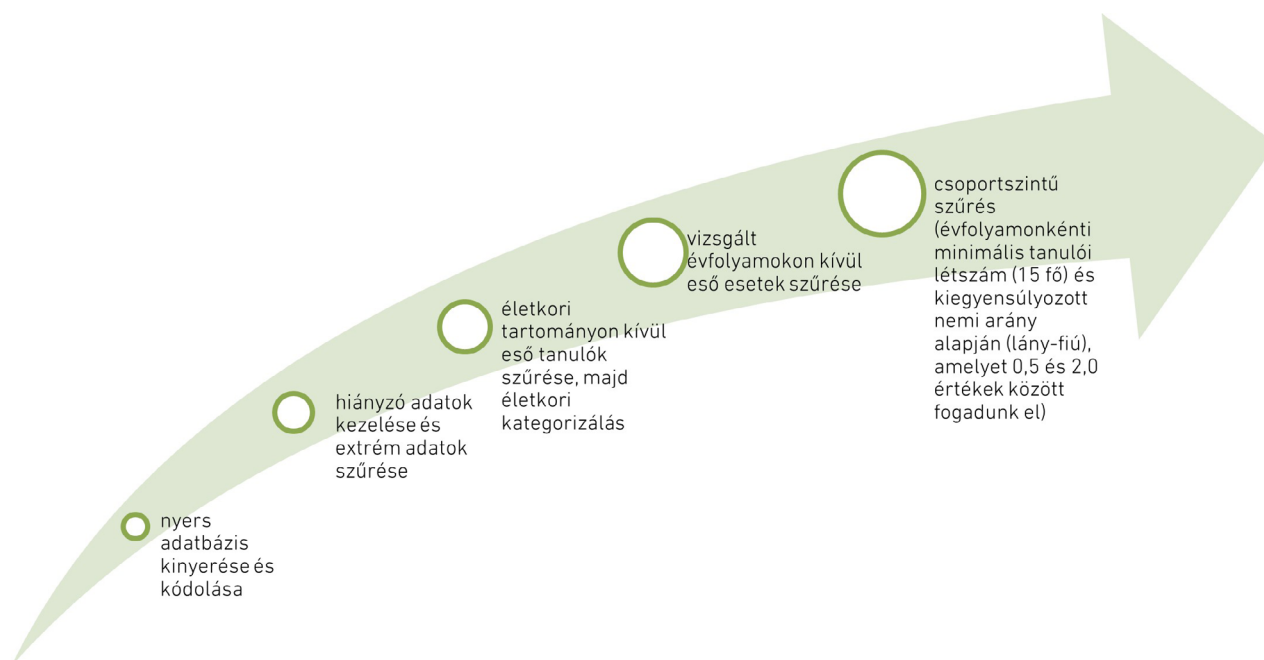 nyers
adatbázis
kinyerése és
kódolása
hiányzó adatok
kezelése és
extrém adatok
szűrése
életkori
tartományon kívül
eső tanulók
szűrése, majd
életkori
kategorizálás
vizsgált
évfolyamokon kívül
eső esetek szűrése
csoportszintű
szűrés
(évfolyamonkénti
minimális tanulói
létszám (15 fő) és
kiegyensúlyozott
nemi arány
alapján (lány-fiú),
amelyet 0,5 és 2,0
értékek között
fogadunk el)